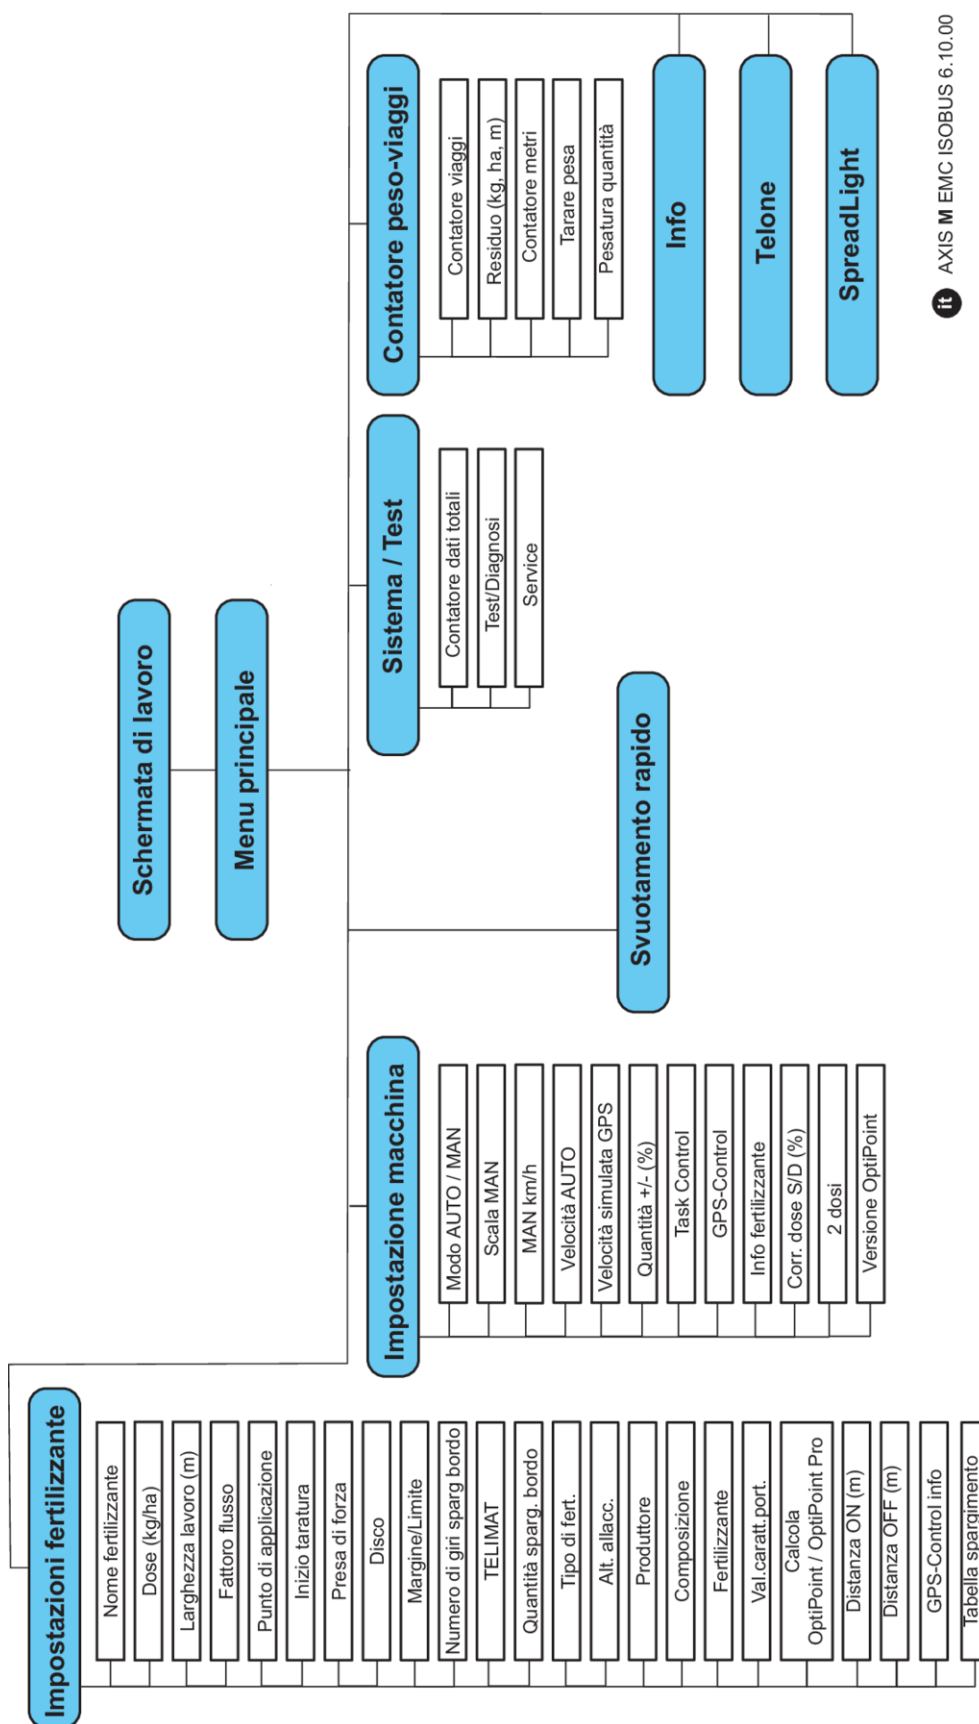 Schermata di lavoro
Menu principale
Impostazioni fertilizzante
Nome fertilizzante
Dose (kg/ha)
Larghezza lavoro (m)
Fattoro flusso
Punto di applicazione
Inizio taratura
Presa di forza
Disco
Margine/Limite
Numero di giri sparg bordo
TELIMAT
Quantità sparg. bordo
Tipo di fert.
Alt. allacc.
Produttore
Composizione
Fertilizzante
Val.caratt.port.
Calcola
OptiPoint / OptiPoint Pro
Distanza ON (m)
Distanza OFF (m)
GPS-Control Info
Tabella spargimento
Impostazione macchina
Modo AUTO / MAN
Scala MAN
MAN km/h
Velocità AUTO
Velocità simulata GPS
Quantità +/- (%)
Task Control
GPS-Control
Info fertilizzante
Corr. dose S/D (%)
2 dosi
Versione OptiPoint
Svuotamento rapido
Sistema / Test
Contatore dati totali
Test/Diagnosi
Service
Contatore peso-viaggi
Contatore viaggi
Residuo (kg, ha, m)
Contatore metri
Tarare pesa
Pesatura quantità
Info
Telone
SpreadLight
it AXIS M EMC ISOBUS 6.10.00